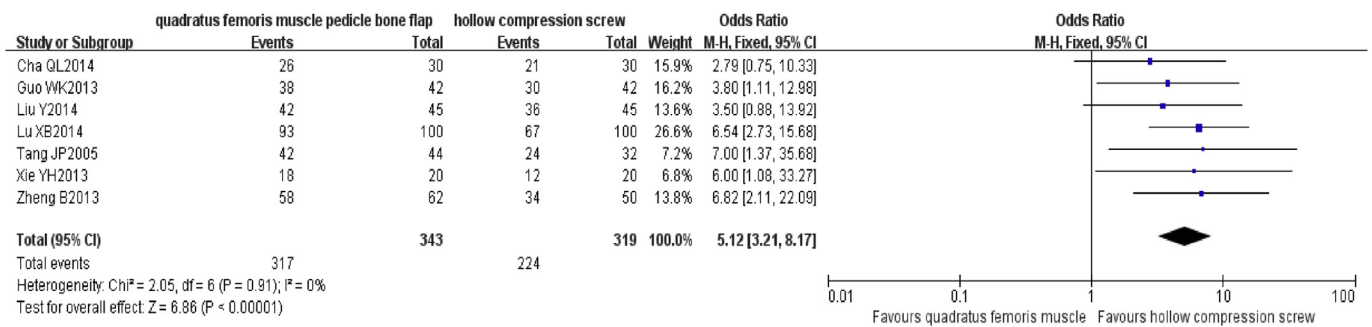 quadratus femoris muscle pedicle bone flap hollow compression screw Odds Ratio Odds Ratio
Study or Subgroup Events Total Events Total Weight M-H, Fixed, 95% CI M-H, Fixed, 95% CI
Cha QL2014 26 30 21 30 15.9% 2.79 [0.75, 10.33]
Guo WK2013 38 42 30 42 16.2% 3.80 [1.11, 12.98]
Liu Y2014 42 45 36 45 13.6% 3.50 [0.88, 13.92]
Lu XB2014 93 100 67 100 26.6% 6.54 [2.73, 15.68]
Tang JP2005 42 44 24 32 7.2% 7.00 [1.37, 35.68]
Xie YH2013 18 20 12 20 6.8% 6.00 [1.08, 33.27]
Zheng B2013 58 62 34 50 13.8% 6.82 [2.11, 22.09]
Total (95% CI) 343 319 100.0% 5.12 [3.21, 8.17]
Total events 317 224
Heterogeneity: Chi² = 2.05, df = 6 (P = 0.91); I² = 0%
Test for overall effect: Z = 6.86 (P < 0.00001)
0.01 0.1 1 10 100
Favours quadratus femoris muscle Favours hollow compression screw